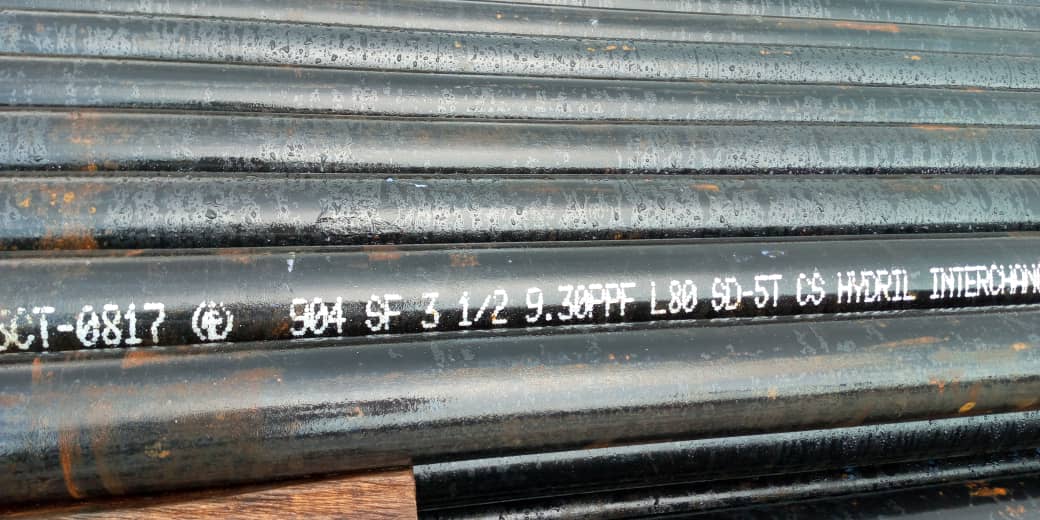 5CT-0817 904 SF 3 1/2 9.30PPF L80 SD-5T CS HYDRIL INTERCHAN